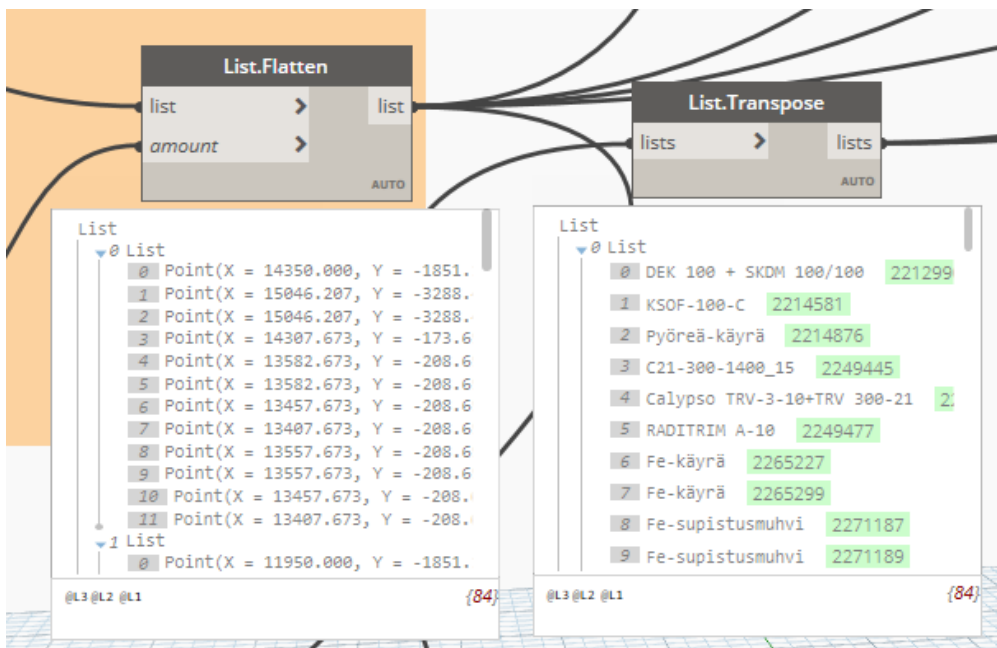 List.Flatten
list > list
amount >
AUTO
List
0 List
0 Point(X = 14350.000, Y = -1851.
1 Point(X = 15046.207, Y = -3288.
2 Point(X = 15046.207, Y = -3288.
3 Point(X = 14307.673, Y = -173.6
4 Point(X = 13582.673, Y = -208.6
5 Point(X = 13582.673, Y = -208.6
6 Point(X = 13457.673, Y = -208.6
7 Point(X = 13407.673, Y = -208.6
8 Point(X = 13557.673, Y = -208.6
9 Point(X = 13557.673, Y = -208.6
10 Point(X = 13457.673, Y = -208.
11 Point(X = 13407.673, Y = -208.
1 List
0 Point(X = 11950.000, Y = -1851.
@L3 @L2 @L1 {84}
List.Transpose
lists > lists
AUTO
List
0 List
0 DEK 100 + SKDM 100/100 221299
1 KSOF-100-C 2214581
2 Pyöreä-käyrä 2214876
3 C21-300-1400_15 2249445
4 Calypso TRV-3-10+TRV 300-21 2
5 RADITRIM A-10 2249477
6 Fe-käyrä 2265227
7 Fe-käyrä 2265299
8 Fe-supistusmuhvi 2271187
9 Fe-supistusmuhvi 2271189
@L3 @L2 @L1 {84}